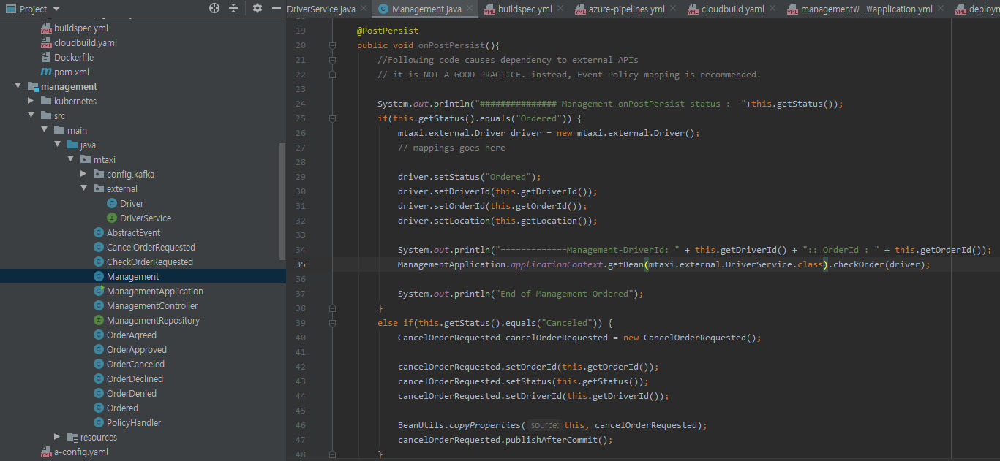 Project
DriverService.java
Management.java
buildspec.yml
azure-pipelines.yml
cloudbuild.yaml
management₩...₩application.yml
buildspec.yml
cloudbuild.yaml
Dockerfile
pom.xml
management
kubernetes
src
main
java
mtaxi
config.kafka
external
Driver
DriverService
AbstractEvent
CancelOrderRequested
CheckOrderRequested
Management
ManagementApplication
ManagementController
ManagementRepository
OrderAgreed
OrderApproved
OrderCanceled
OrderDeclined
OrderDenied
Ordered
PolicyHandler
resources
a-config.yaml
19 @PostPersist
20 public void onPostPersist(){
21 //Following code causes dependency to external APIs
22 // it is NOT A GOOD PRACTICE. instead, Event-Policy mapping is recommended.
23
24 System.out.println("############### Management onPostPersist status :  "+this.getStatus());
25 if(this.getStatus().equals("Ordered")) {
26 mtaxi.external.Driver driver = new mtaxi.external.Driver();
27 // mappings goes here
28
29 driver.setStatus("Ordered");
30 driver.setDriverId(this.getDriverId());
31 driver.setOrderId(this.getOrderId());
32 driver.setLocation(this.getLocation());
33
34 System.out.println("=============Management-DriverId: " + this.getDriverId() + ":: OrderId : " + this.getOrderId());
35 ManagementApplication.applicationContext.getBean(mtaxi.external.DriverService.class).checkOrder(driver);
36
37 System.out.println("End of Management-Ordered");
38 }
39 else if(this.getStatus().equals("Canceled")) {
40 CancelOrderRequested cancelOrderRequested = new CancelOrderRequested();
41
42 cancelOrderRequested.setOrderId(this.getOrderId());
43 cancelOrderRequested.setStatus(this.getStatus());
44 cancelOrderRequested.setDriverId(this.getDriverId());
45
46 BeanUtils.copyProperties( source: this, cancelOrderRequested);
47 cancelOrderRequested.publishAfterCommit();
48 }